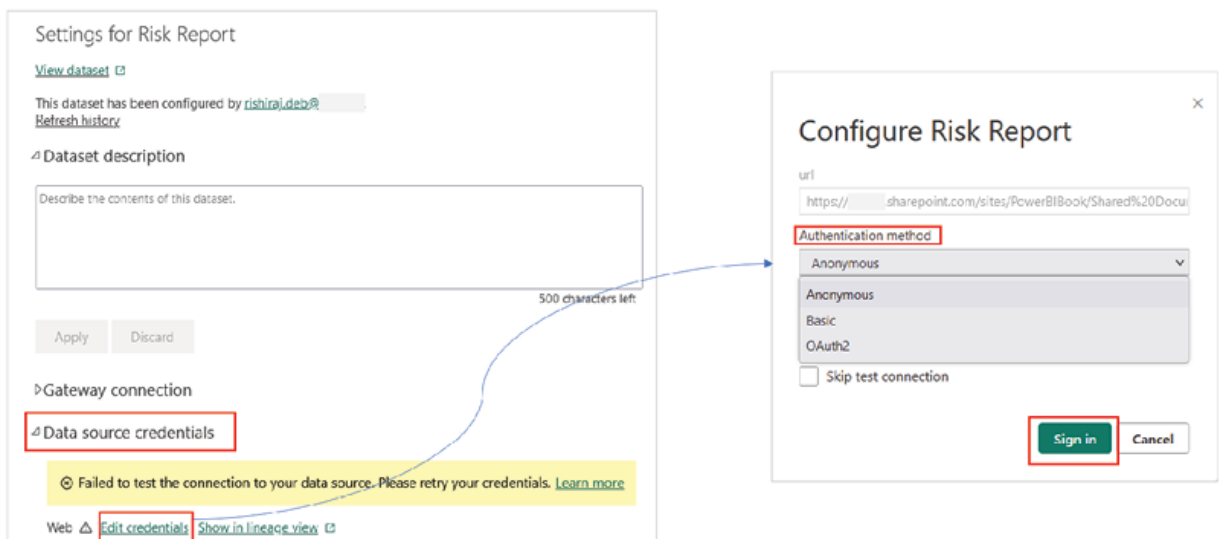 Settings for Risk Report
View dataset
This dataset has been configured by rishiraj.deb@
Refresh history
Dataset description
Describe the contents of this dataset.
500 characters left
Apply Discard
Gateway connection
Data source credentials
Failed to test the connection to your data source. Please retry your credentials. Learn more
Web Edit credentials Show in lineage view
Configure Risk Report
url
https:// .sharepoint.com/sites/PowerBIBook/Shared%20Docu
Authentication method
Anonymous
Anonymous
Basic
OAuth2
Skip test connection
Sign in Cancel